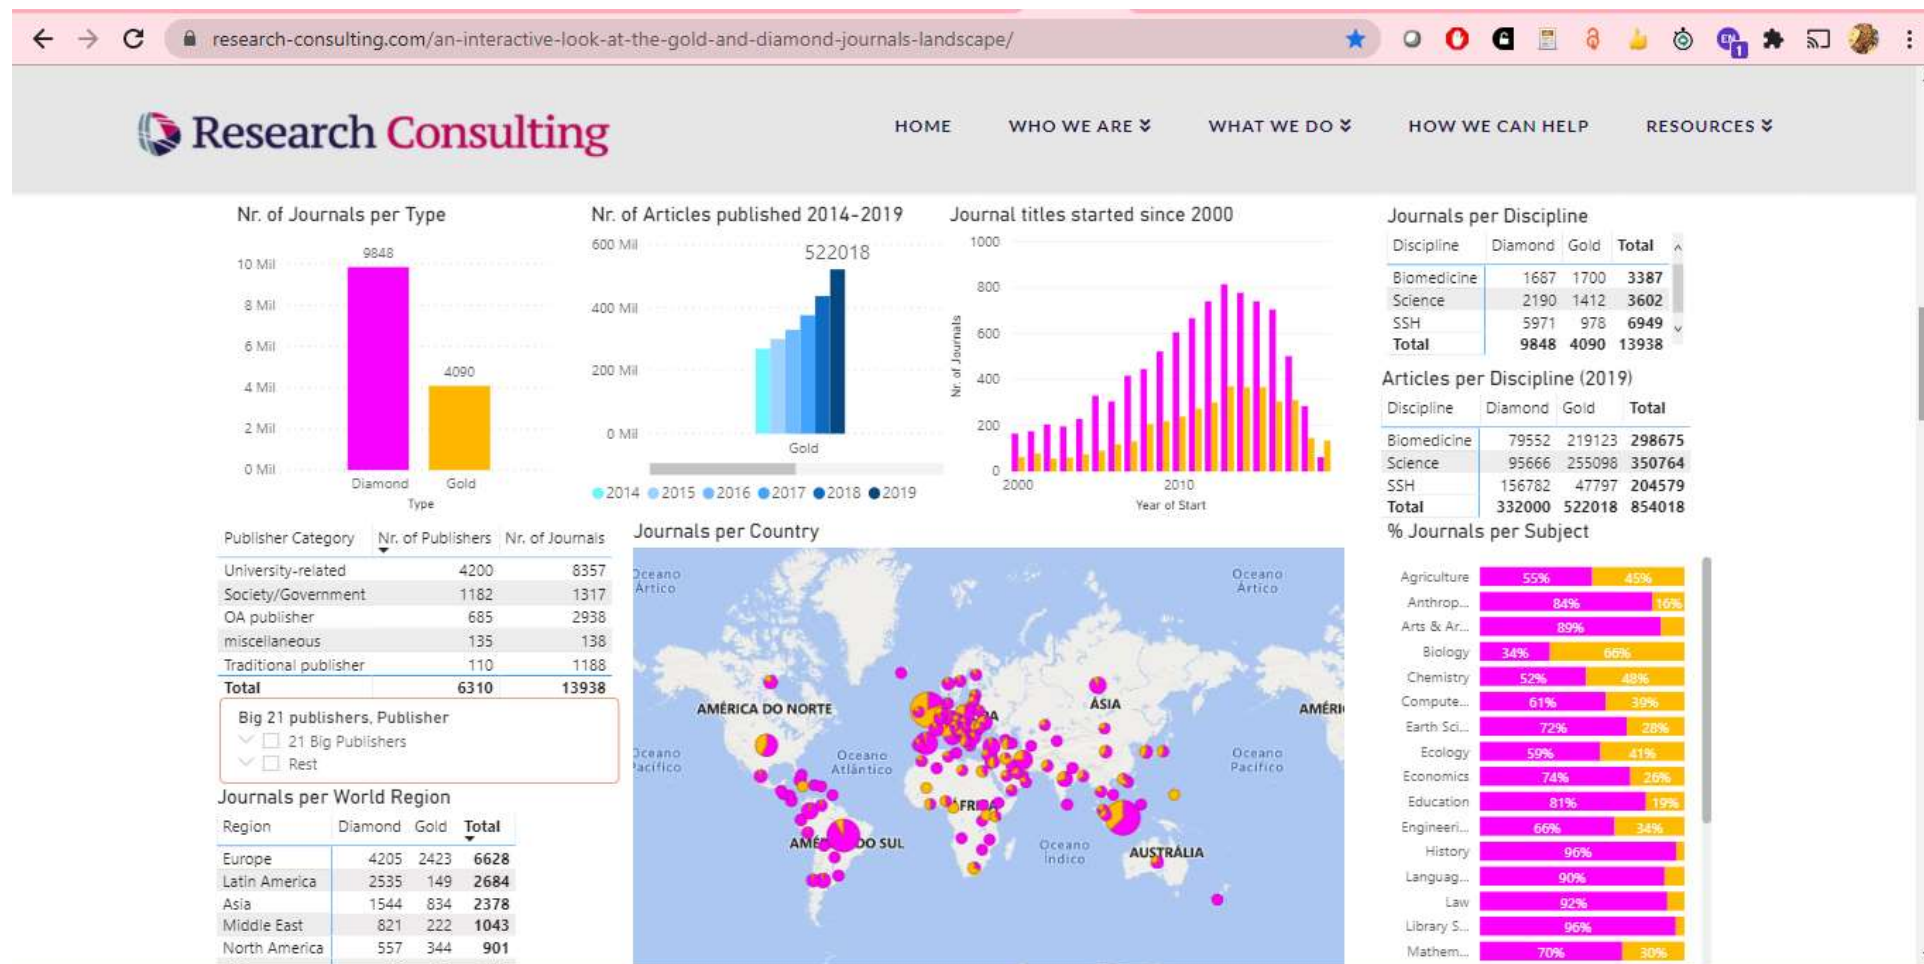 research-consulting.com/an-interactive-look-at-the-gold-and-diamond-journals-landscape/
EN
1
Research Consulting
HOME WHO WE ARE WHAT WE DO HOW WE CAN HELP RESOURCES
Nr. of Journals per Type
10 Mil
8 Mil
6 Mil
4 Mil
2 Mil
0 Mil
9848
4090
Diamond Gold
Type
Nr. of Articles published 2014-2019
600 Mil
400 Mil
200 Mil
0 Mil
522018
Gold
2014 2015 2016 2017 2018 2019
Journal titles started since 2000
Nr. of Journals
1000
800
600
400
200
0
2000 2010
Year of Start
Journals per Discipline
Discipline Diamond Gold Total
Biomedicine 1687 1700 3387
Science 2190 1412 3602
SSH 5971 978 6949
Total 9848 4090 13938
Articles per Discipline (2019)
Discipline Diamond Gold Total
Biomedicine 79552 219123 298675
Science 95666 255098 350764
SSH 156782 47797 204579
Total 332000 522018 854018
Publisher Category Nr. of Publishers Nr. of Journals
University-related 4200 8357
Society/Government 1182 1317
OA publisher 685 2938
miscellaneous 135 138
Traditional publisher 110 1188
Total 6310 13938
Big 21 publishers, Publisher
21 Big Publishers
Rest
Journals per World Region
Region Diamond Gold Total
Europe 4205 2423 6628
Latin America 2535 149 2684
Asia 1544 834 2378
Middle East 821 222 1043
North America 557 344 901
Journals per Country
Oceano
Ártico
Oceano
Ártico
AMÉRICA DO NORTE
ÁSIA
AMÉRI
Oceano
Pacífico
Oceano
Atlântico
Oceano
Pacífico
AMÉ DO SUL
Oceano
Índico
AUSTRÁLIA
% Journals per Subject
Agriculture 55% 45%
Anthrop... 84% 16%
Arts & Ar... 89%
Biology 34% 66%
Chemistry 52% 48%
Compute... 61% 39%
Earth Sci... 72% 28%
Ecology 59% 41%
Economics 74% 26%
Education 81% 19%
Engineeri... 66% 34%
History 96%
Languag... 90%
Law 92%
Library S... 96%
Mathem... 70% 30%